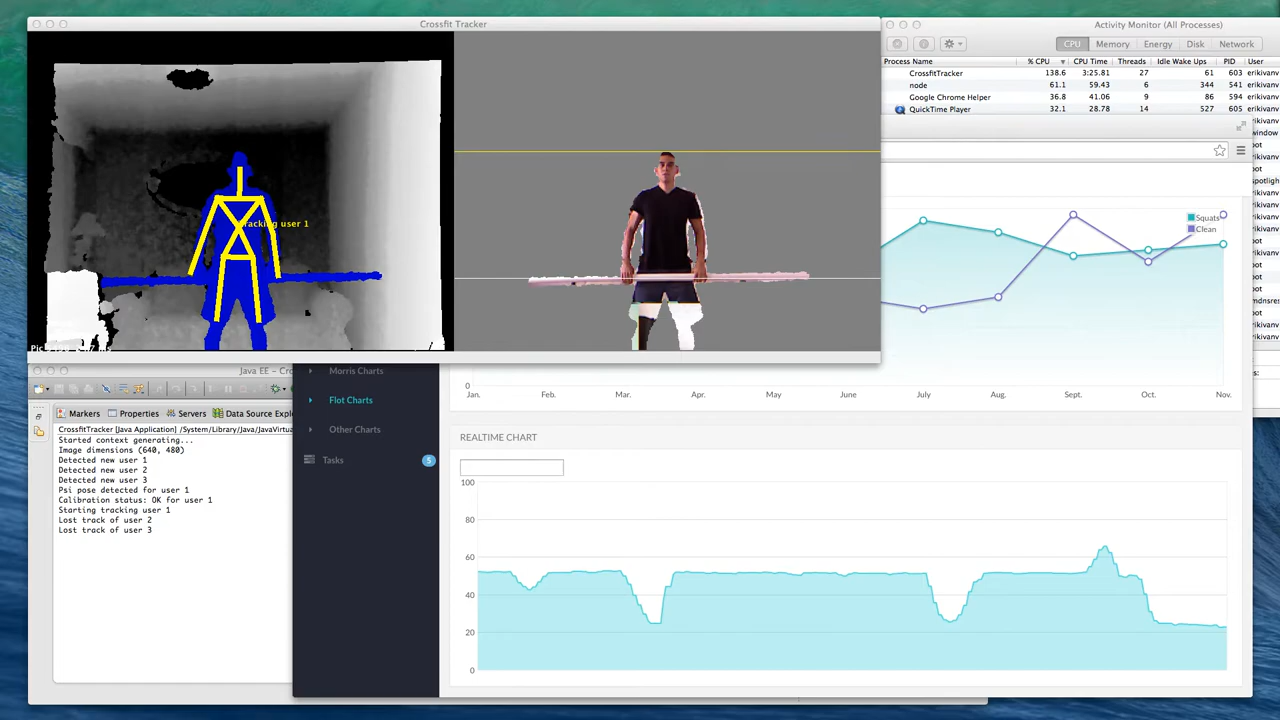 Crossfit Tracker
Tracking user 1
Activity Monitor (All Processes)
CPU
Memory
Energy
Disk
Network
Process Name % CPU CPU Time Threads Idle Wake Ups PID User
CrossfitTracker 138.6 3:25.81 27 61 603 erikivanv
node 61.1 59.43 6 344 541 erikivanv
Google Chrome Helper 36.8 41.06 9 86 594 erikivanv
QuickTime Player 32.1 28.78 14 527 605 erikivanv
Squats
Clean
0
Jan. Feb. Mar. Apr. May June July Aug. Sept. Oct. Nov.
Java EE – Cro
Markers
Properties
Servers
Data Source Explo
CrossfitTracker [Java Application] /System/Library/Java/JavaVirtua
Started context generating...
Image dimensions (640, 480)
Detected new user 1
Detected new user 2
Detected new user 3
Psi pose detected for user 1
Calibration status: OK for user 1
Starting tracking user 1
Lost track of user 2
Lost track of user 3
Morris Charts
Flot Charts
Other Charts
Tasks
5
REALTIME CHART
100
80
60
40
20
0